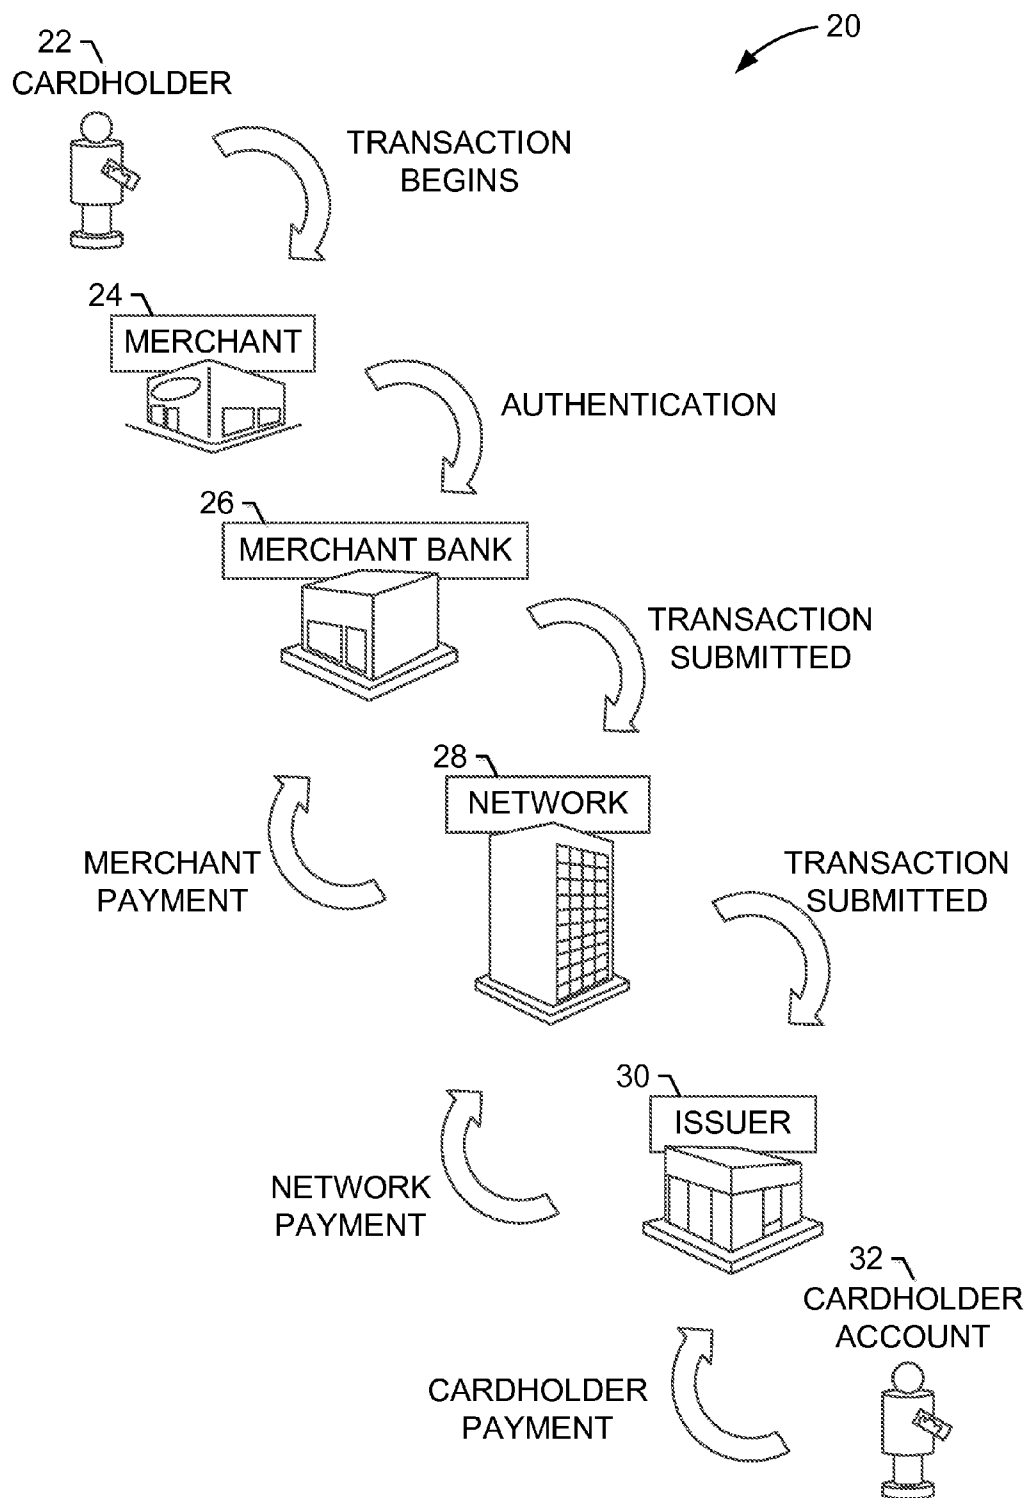 20
22
CARDHOLDER
TRANSACTION
BEGINS
24
MERCHANT
AUTHENTICATION
26
MERCHANT BANK
TRANSACTION
SUBMITTED
28
NETWORK
MERCHANT
PAYMENT
TRANSACTION
SUBMITTED
30
ISSUER
NETWORK
PAYMENT
32
CARDHOLDER
ACCOUNT
CARDHOLDER
PAYMENT